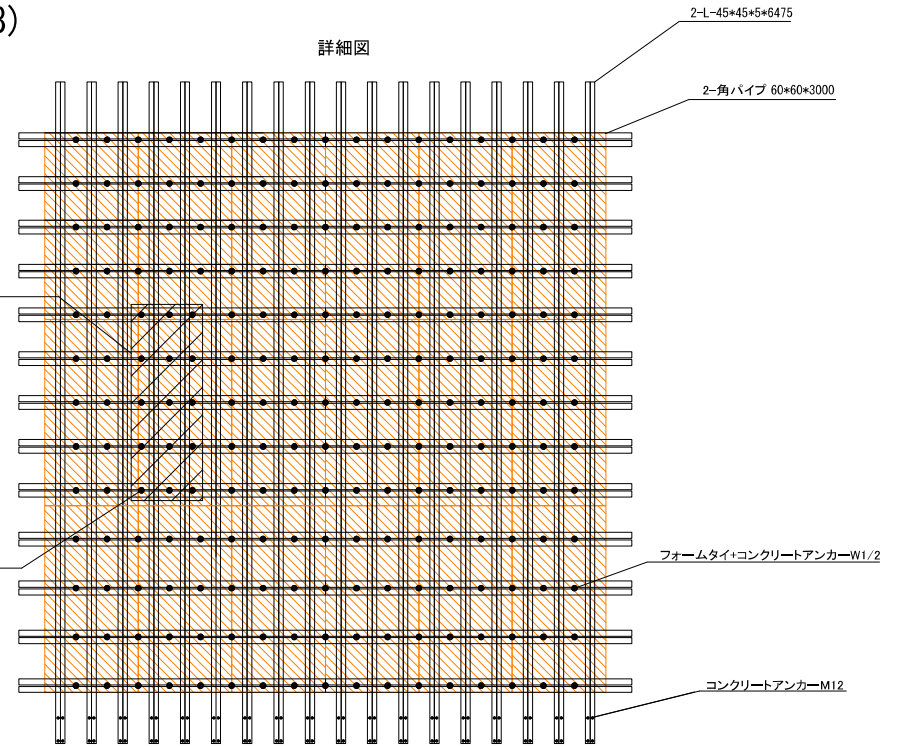 3)
詳細図
2-L-45*45*5*6475
2-角パイプ 60*60*3000
フォームタイ+コンクリートアンカーW1/2
コンクリートアンカーM12